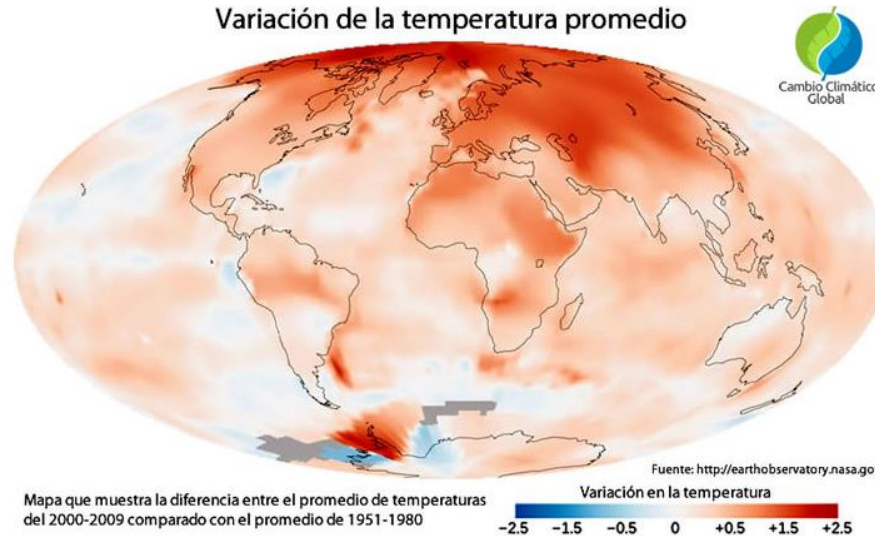 Variación de la temperatura promedio
Cambio Climático
Global
Fuente: http://earthobservatory.nasa.gov
Mapa que muestra la diferencia entre el promedio de temperaturas
del 2000-2009 comparado con el promedio de 1951-1980
Variación en la temperatura
-2.5 -1.5 -0.5 0 +0.5 +1.5 +2.5